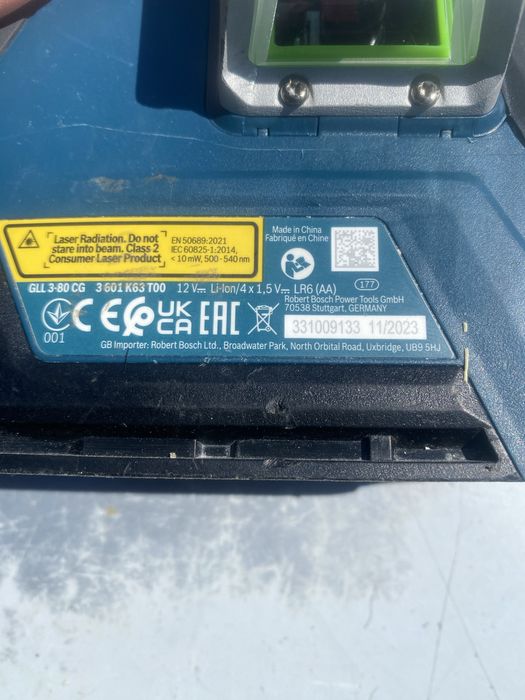 Laser Radiation. Do not
stare into beam. Class 2
Consumer Laser Product
EN 50689:2021
IEC 60825-1:2014,
< 10 mW, 500 - 540 nm
Made in China
Fabriqué en Chine
177
GLL 3-80 CG 3 601 K63 T00 12 V⎓ Li-Ion/4 x 1,5 V⎓ LR6 (AA)
Robert Bosch Power Tools GmbH
70538 Stuttgart, GERMANY
331009133 11/2023
001
CE
UK
CA
EAC
GB Importer: Robert Bosch Ltd., Broadwater Park, North Orbital Road, Uxbridge, UB9 5HJ